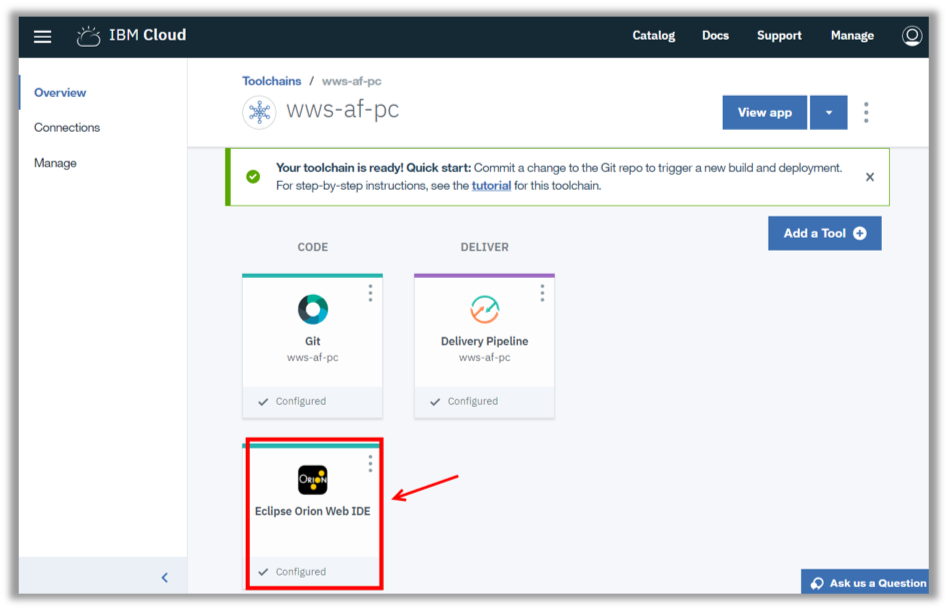 IBM Cloud
Catalog
Docs
Support
Manage
Overview
Connections
Manage
Toolchains / wws-af-pc
wws-af-pc
View app
Your toolchain is ready! Quick start: Commit a change to the Git repo to trigger a new build and deployment.
For step-by-step instructions, see the tutorial for this toolchain.
Add a Tool
CODE
DELIVER
Git
wws-af-pc
Configured
Delivery Pipeline
wws-af-pc
Configured
ORION
Eclipse Orion Web IDE
Configured
Ask us a Question